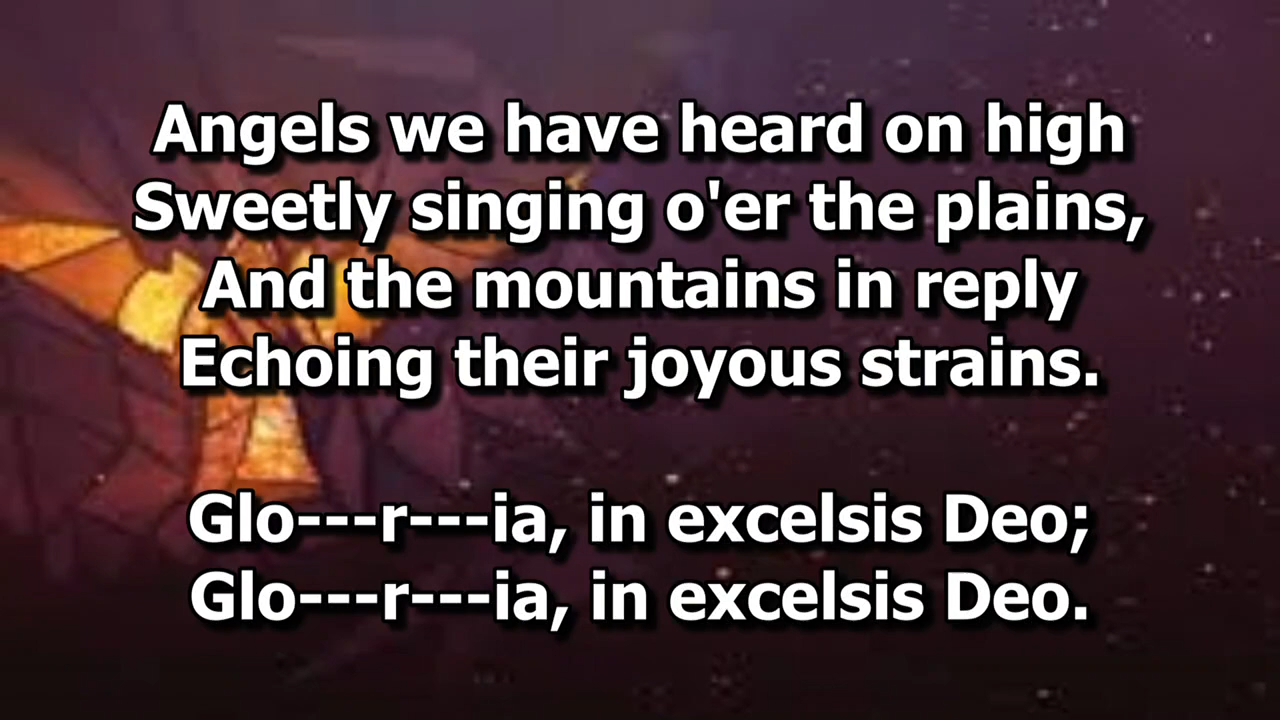 Angels we have heard on high
Sweetly singing o'er the plains,
And the mountains in reply
Echoing their joyous strains.
Glo---r---ia, in excelsis Deo;
Glo---r---ia, in excelsis Deo.